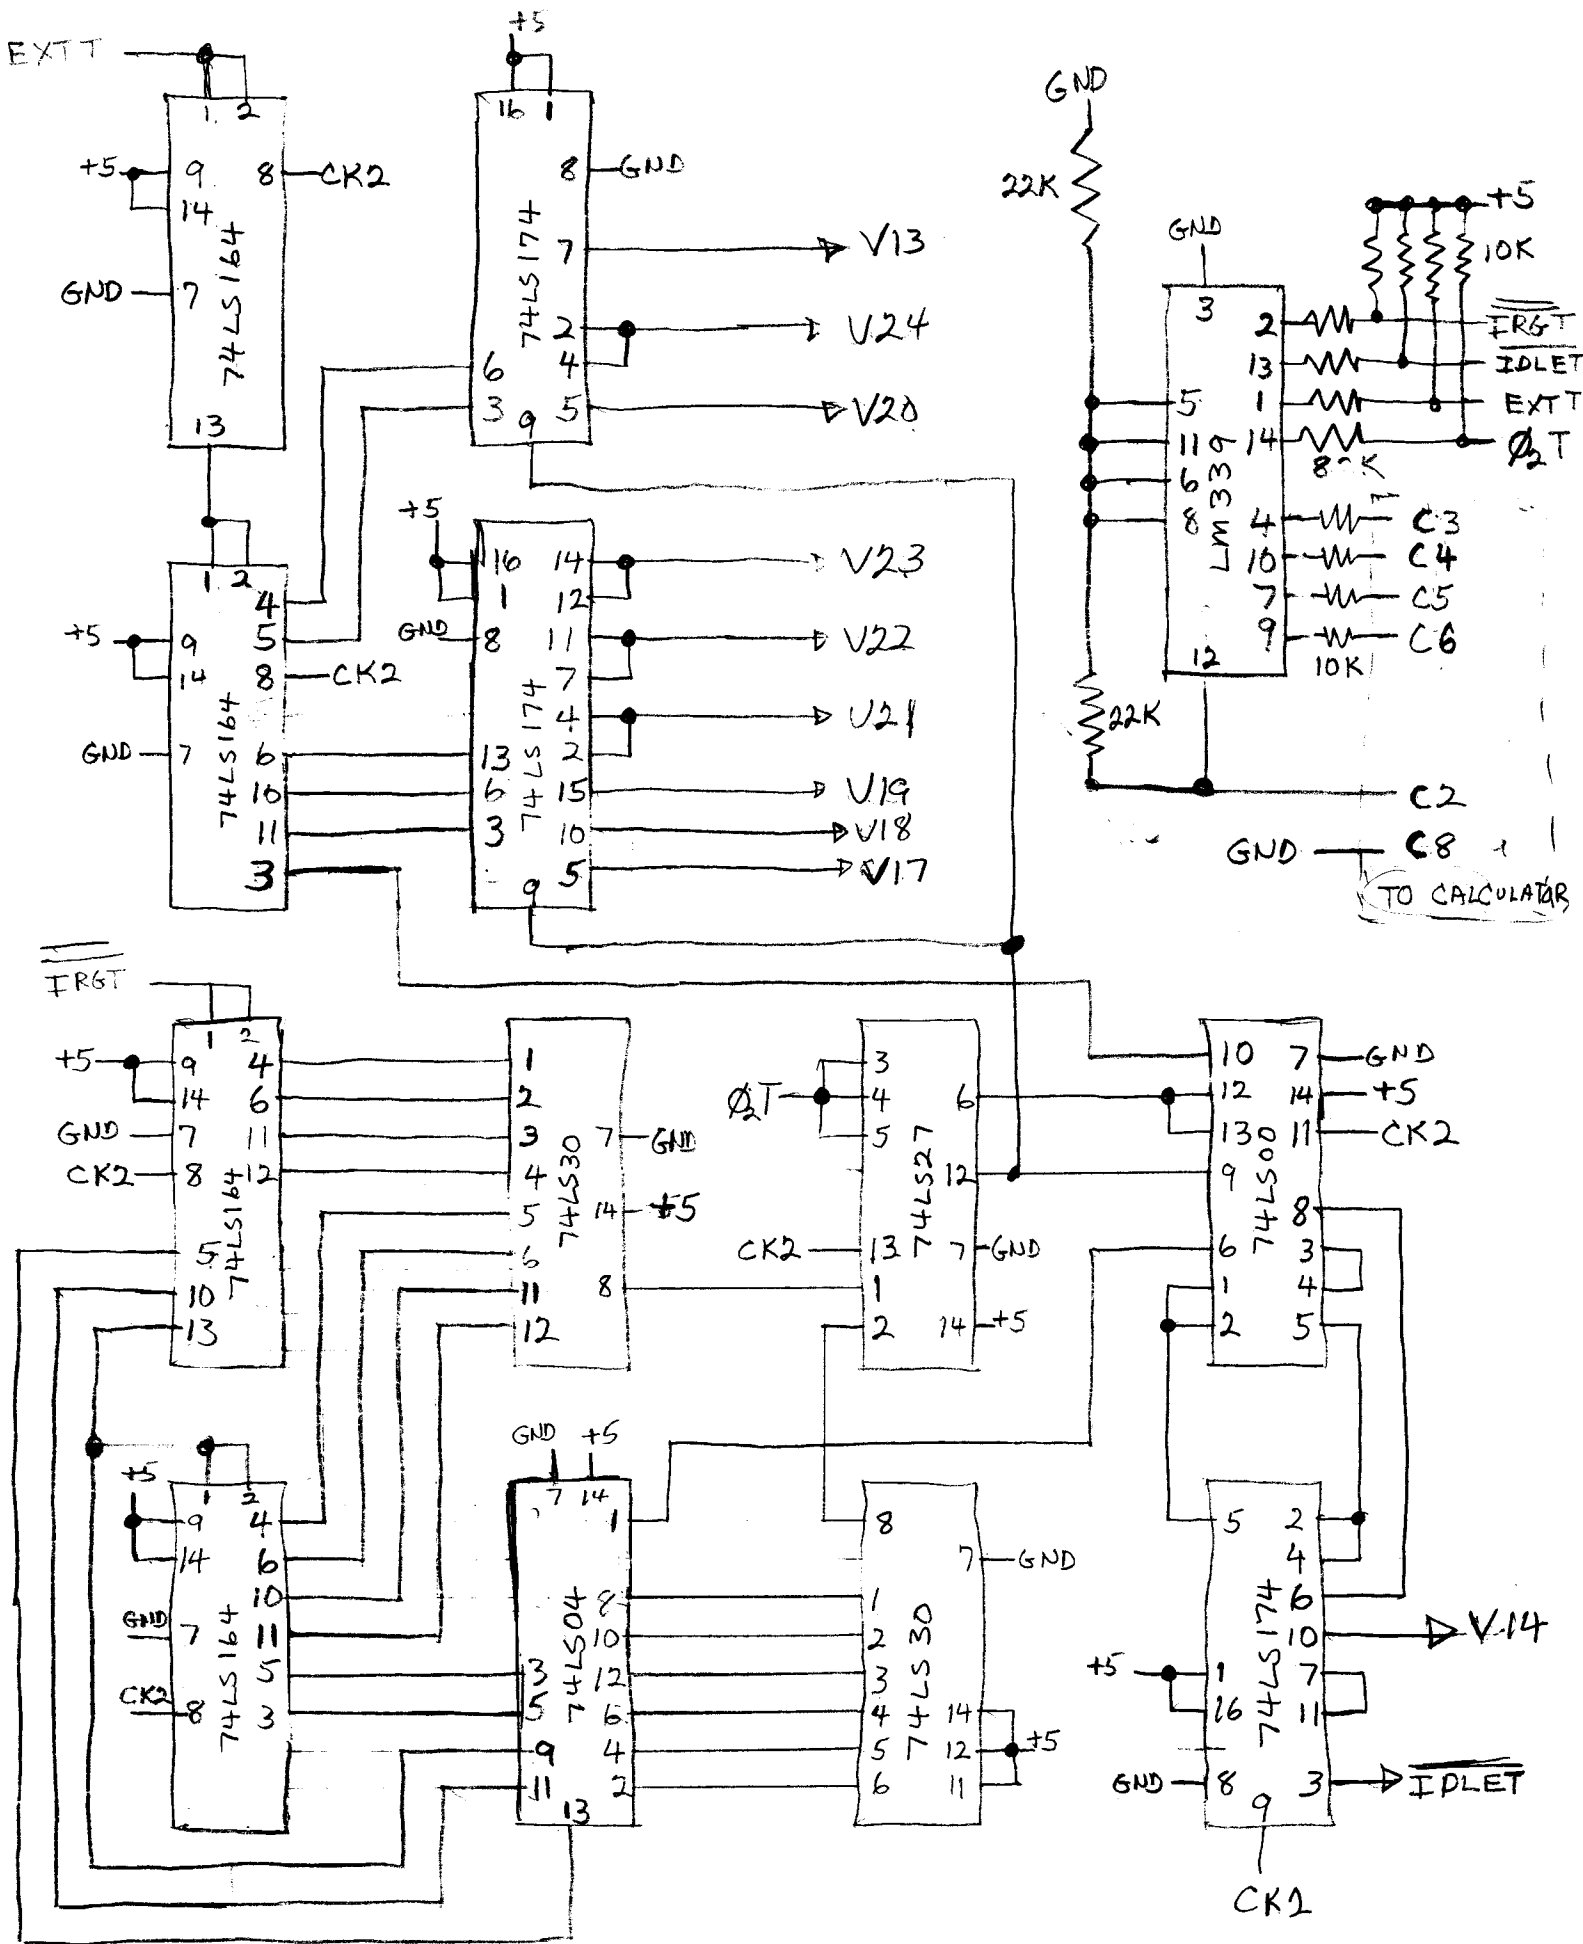 EXTT
1 2
+5 9 8 CK2
14
GND 7
74LS164
13
+5
16 1
8 GND
7 V13
2 V24
4
6
3 5 V20
9
74LS174
GND
22K
GND
3
+5
10K
2 IRGT
13 IDLET
1 EXTT
14 Ø2T
5
11
6
8
LM339
4 C3
10 C4
7 C5
9 C6
10K
12
22K
C2
GND C8
TO CALCULATOR
1 2
4
+5 9 5
14 8 CK2
GND 7 6
10
11
3
74LS164
+5
16 14 V23
1 12
GND 8 11 V22
7
4 V21
13 2
6 15 V19
3 10 V18
9 5 V17
74LS174
IRGT
1 2
+5 9 4
14 6
GND 7 11
CK2 8 12
5
10
13
74LS164
1
2
3 7 GND
4
5 14 +5
6
11 8
12
74LS30
3
Ø2T 4 6
5
12
CK2 13 7 GND
1
2 14 +5
74LS27
10 7 GND
12 14 +5
13 11 CK2
9
8
6 3
1 4
2 5
74LS00
1 2
+5
9 4
14 6
10
GND 7 11
5
CK2 8 3
74LS164
GND +5
7 14
1
8
10
3 12
5 6
9 4
11 2
13
74LS04
8
7 GND
1
2
3
4 14
5 12 +5
6 11
74LS30
5 2
4
6
10 V14
+5 1 7
16 11
GND 8 3 IDLET
9
74LS174
CK2